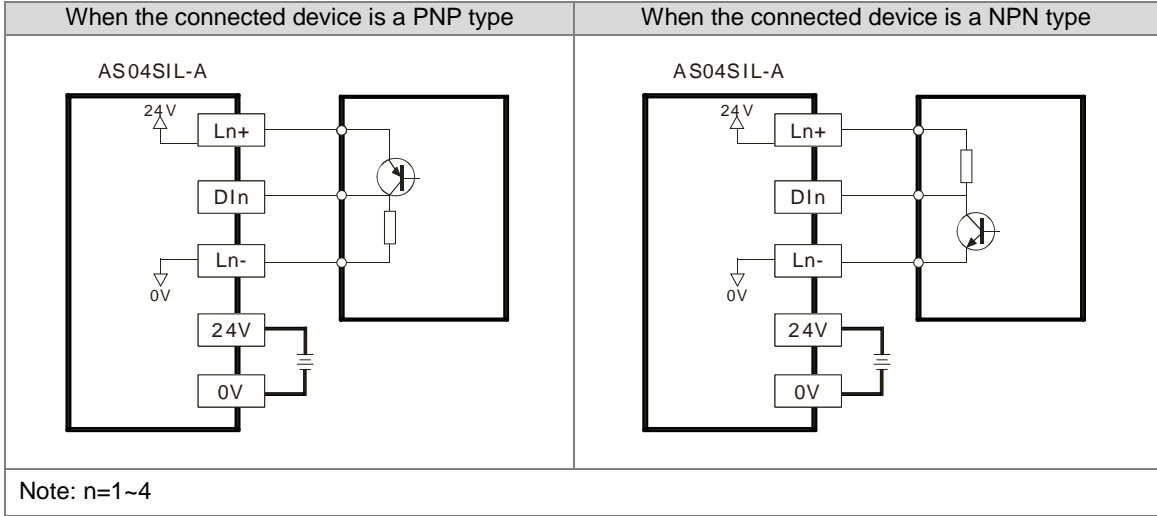 When the connected device is a PNP type
When the connected device is a NPN type
AS04SIL-A
24V
Ln+
DIn
Ln-
0V
24V
0V
AS04SIL-A
24V
Ln+
DIn
Ln-
0V
24V
0V
Note: n=1~4